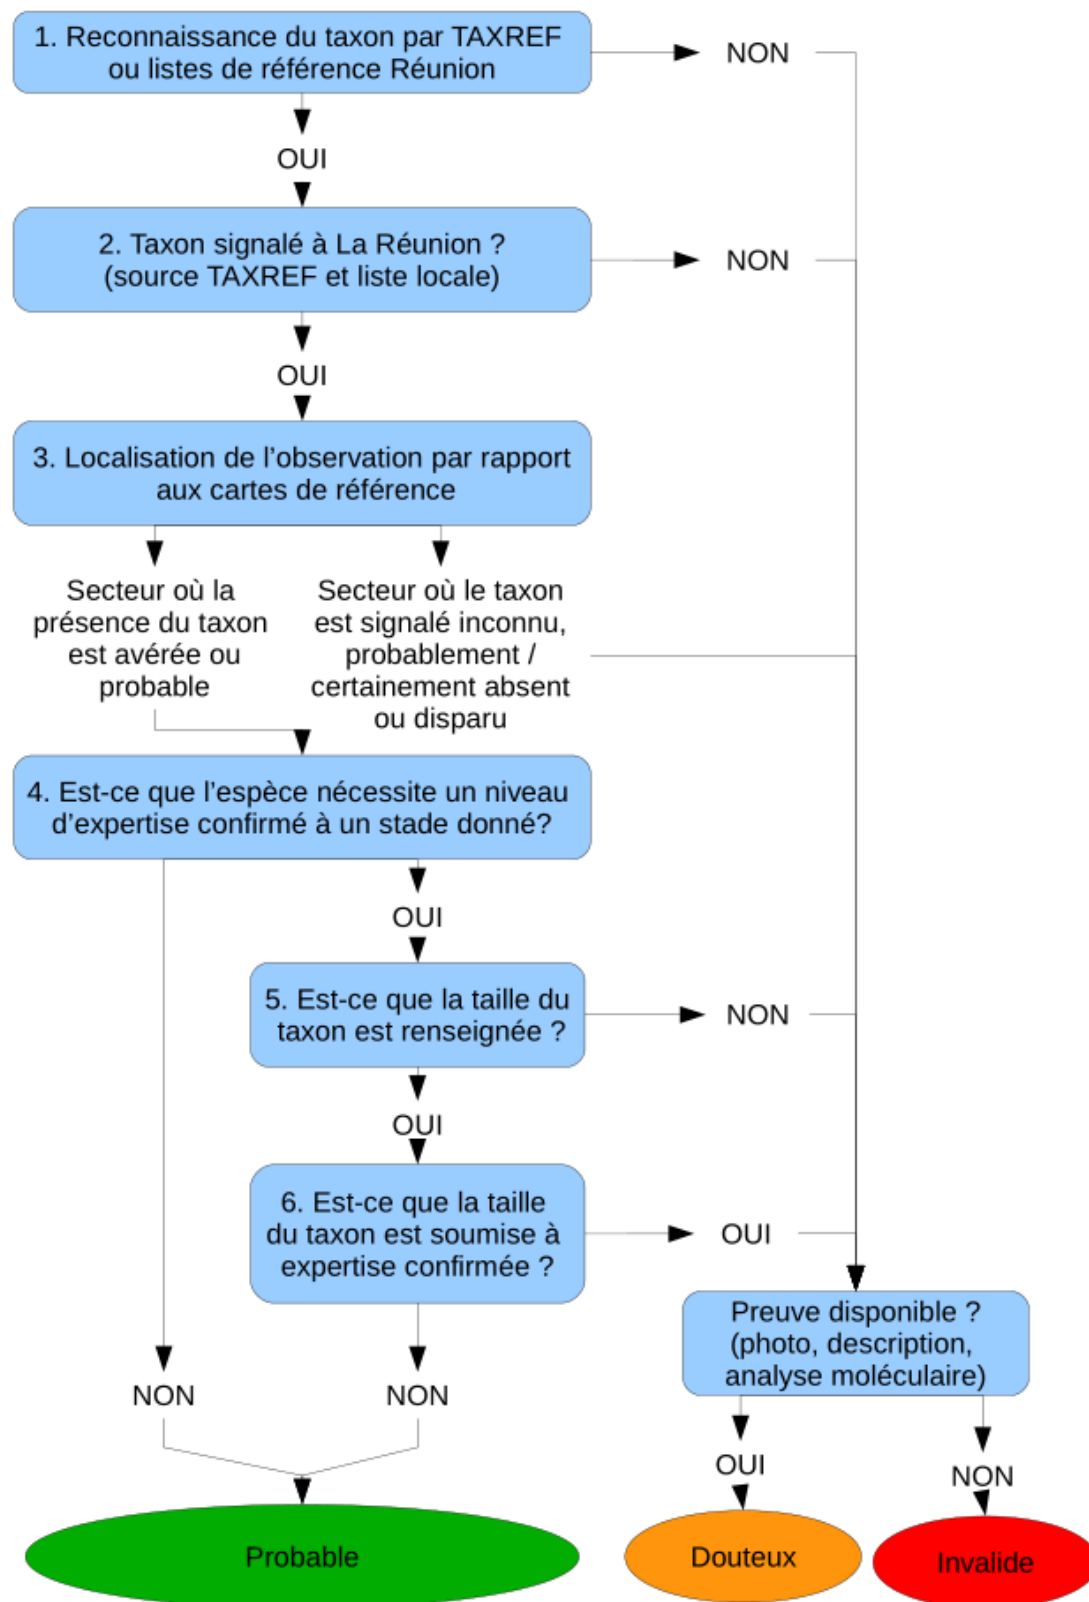 1. Reconnaissance du taxon par TAXREF
ou listes de référence Réunion
NON
OUI
2. Taxon signalé à La Réunion ?
(source TAXREF et liste locale)
NON
OUI
3. Localisation de l’observation par rapport
aux cartes de référence
Secteur où la
présence du taxon
est avérée ou
probable
Secteur où le taxon
est signalé inconnu,
probablement /
certainement absent
ou disparu
4. Est-ce que l’espèce nécessite un niveau
d’expertise confirmé à un stade donné?
OUI
5. Est-ce que la taille du
taxon est renseignée ?
NON
OUI
6. Est-ce que la taille
du taxon est soumise à
expertise confirmée ?
OUI
Preuve disponible ?
(photo, description,
analyse moléculaire)
NON
NON
OUI
NON
Probable
Douteux
Invalide